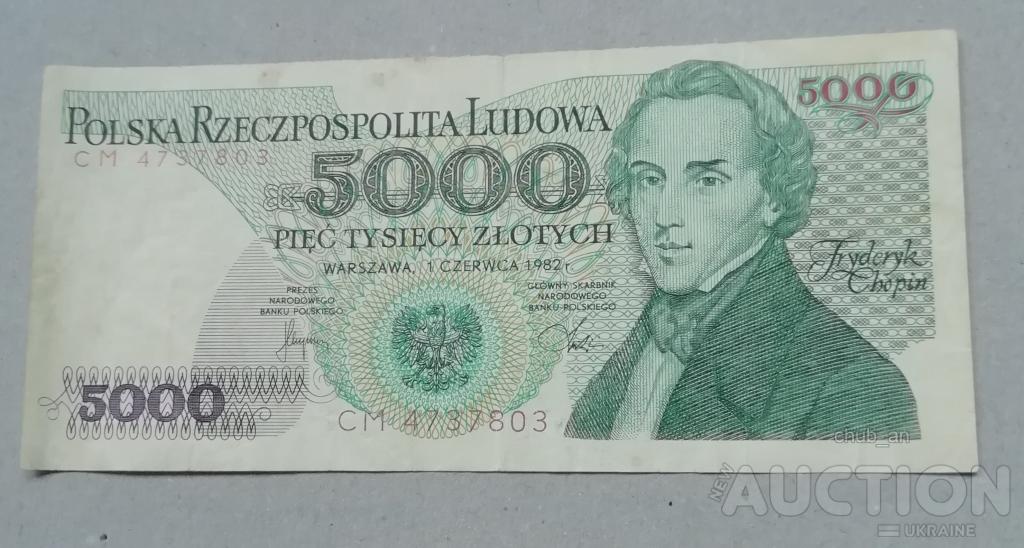 POLSKA RZECZPOSPOLITA LUDOWA
5000
CM 4737803
5000
PIĘĆ TYSIĘCY ZŁOTYCH
WARSZAWA, 1 CZERWCA 1982 r.
PREZES
NARODOWEGO
BANKU POLSKIEGO
GŁÓWNY SKARBNIK
NARODOWEGO
BANKU POLSKIEGO
Fryderyk
Chopin
5000
CM 4737803
chub_an
NEW
AUCTION
UKRAINE